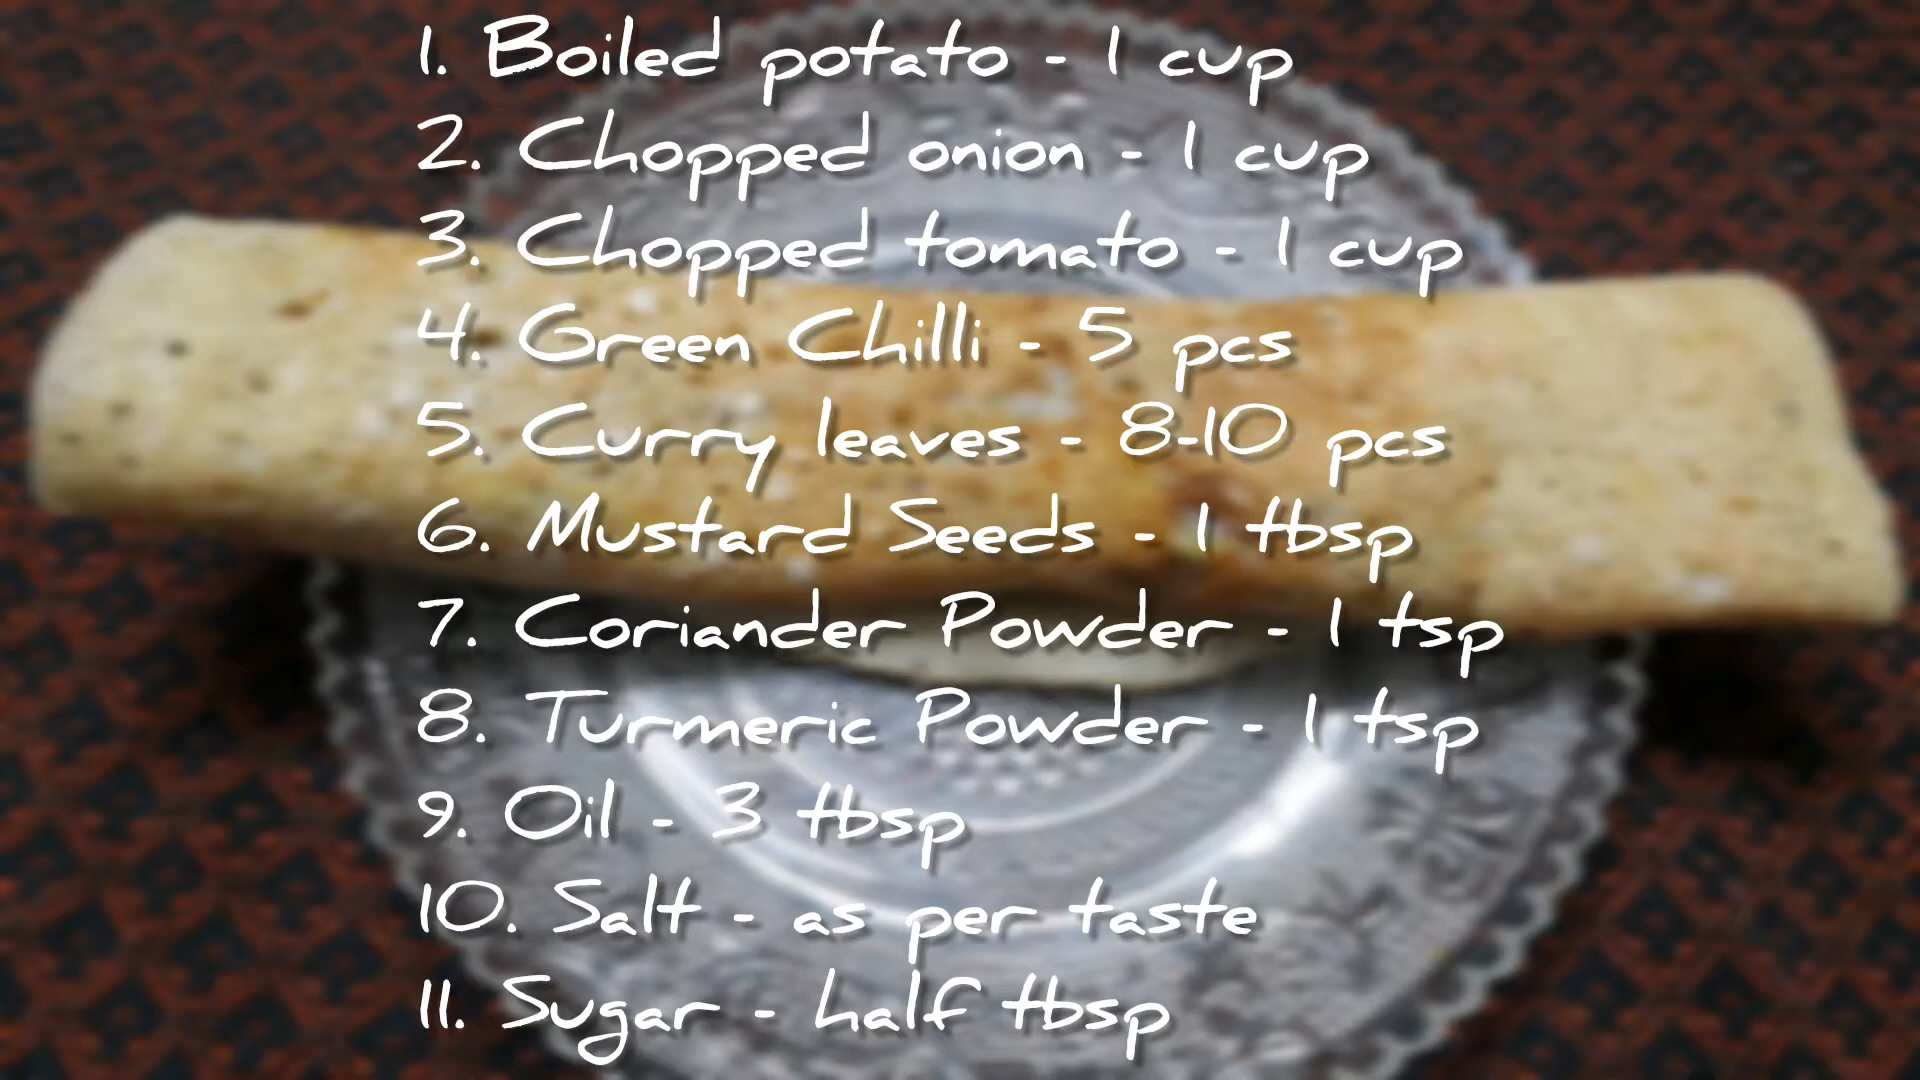 1. Boiled potato - 1 cup
2. Chopped onion - 1 cup
3. Chopped tomato - 1 cup
4. Green Chilli - 5 pcs
5. Curry leaves - 8-10 pcs
6. Mustard Seeds - 1 tbsp
7. Coriander Powder - 1 tsp
8. Turmeric Powder - 1 tsp
9. Oil - 3 tbsp
10. Salt - as per taste
11. Sugar - half tbsp